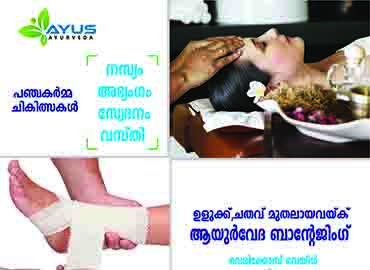 AYUS
AYURVEDA
പഞ്ചകർമ്മ
ചികിത്സകൾ
നസ്യം
അഭ്യംഗം
സ്വേദനം
വസ്തി
ഉളുക്ക്,ചതവ് മുതലായവയ്ക്
ആയുർവേദ ബാന്റേജിംഗ്
വെരിക്കോസ് വെയിൻ